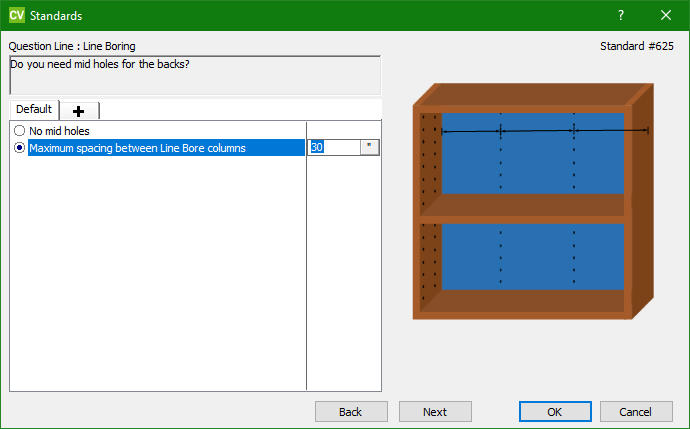 CV Standards ? ×
Question Line : Line Boring Standard #625
Do you need mid holes for the backs?
Default +
No mid holes
Maximum spacing between Line Bore columns 30 "
Back Next OK Cancel